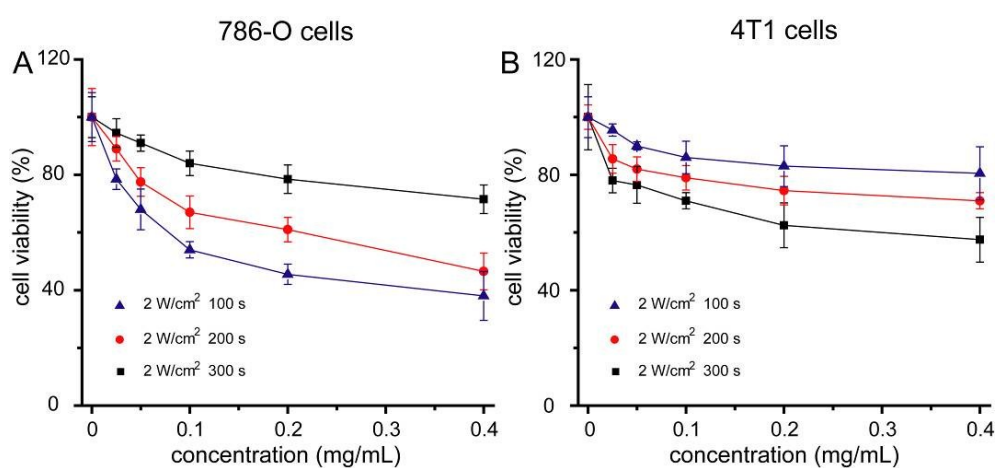 786-O cells
A
120
80
40
0
cell viability (%)
2 W/cm² 100 s
2 W/cm² 200 s
2 W/cm² 300 s
0 0.1 0.2 0.3 0.4
concentration (mg/mL)
4T1 cells
B
120
80
40
0
cell viability (%)
2 W/cm² 100 s
2 W/cm² 200 s
2 W/cm² 300 s
0 0.1 0.2 0.3 0.4
concentration (mg/mL)